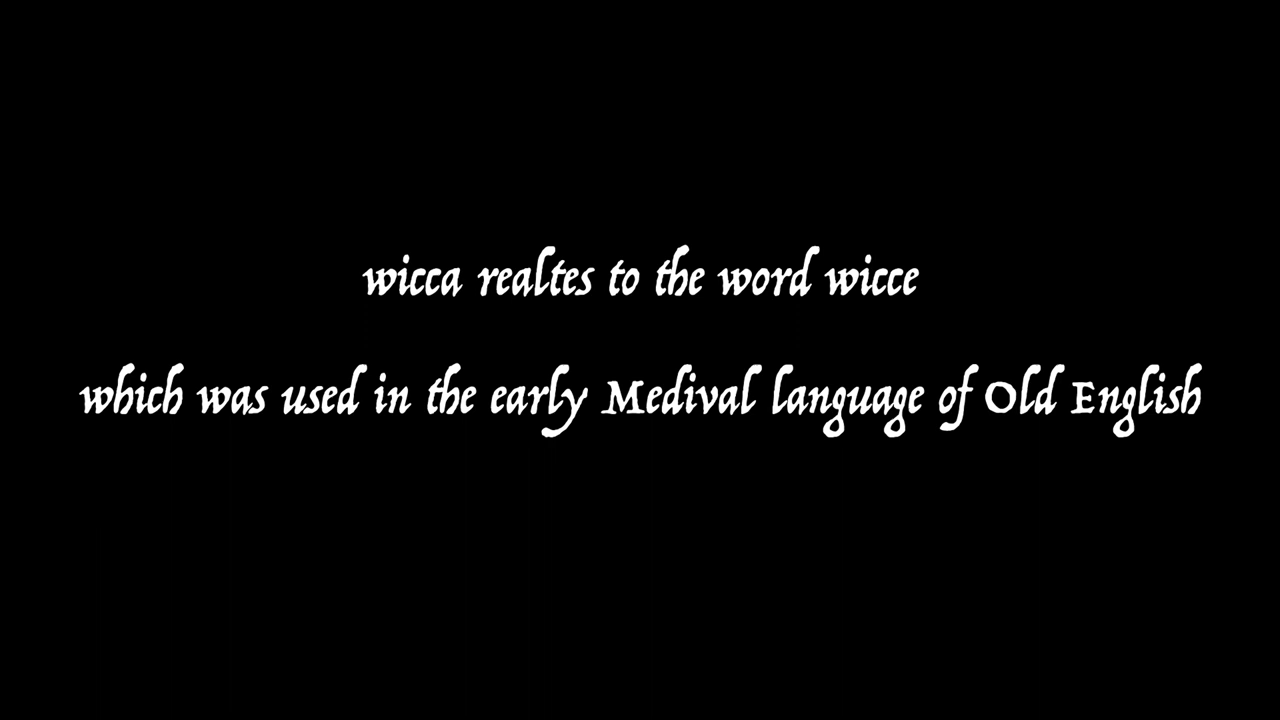 wicca realtes to the word wicce
which was used in the early Medival language of Old English